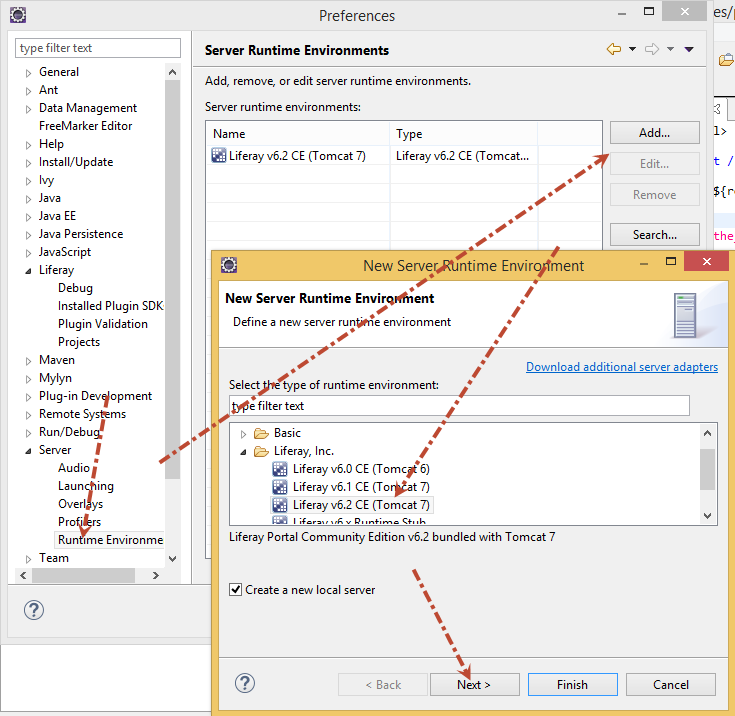 Preferences
es/p
type filter text
General
Ant
Data Management
FreeMarker Editor
Help
Install/Update
Ivy
Java
Java EE
Java Persistence
JavaScript
Liferay
Debug
Installed Plugin SDK
Plugin Validation
Projects
Maven
Mylyn
Plug-in Development
Remote Systems
Run/Debug
Server
Audio
Launching
Overlays
Profilers
Runtime Environme
Team
Server Runtime Environments
Add, remove, or edit server runtime environments.
Server runtime environments:
Name Type
Liferay v6.2 CE (Tomcat 7) Liferay v6.2 CE (Tomcat...
Add...
Edit...
Remove
Search...
l>
t /
${re
the_
New Server Runtime Environment
New Server Runtime Environment
Define a new server runtime environment
Download additional server adapters
Select the type of runtime environment:
type filter text
Basic
Liferay, Inc.
Liferay v6.0 CE (Tomcat 6)
Liferay v6.1 CE (Tomcat 7)
Liferay v6.2 CE (Tomcat 7)
Liferay v6.x Runtime Stub
Liferay Portal Community Edition v6.2 bundled with Tomcat 7
Create a new local server
< Back Next > Finish Cancel